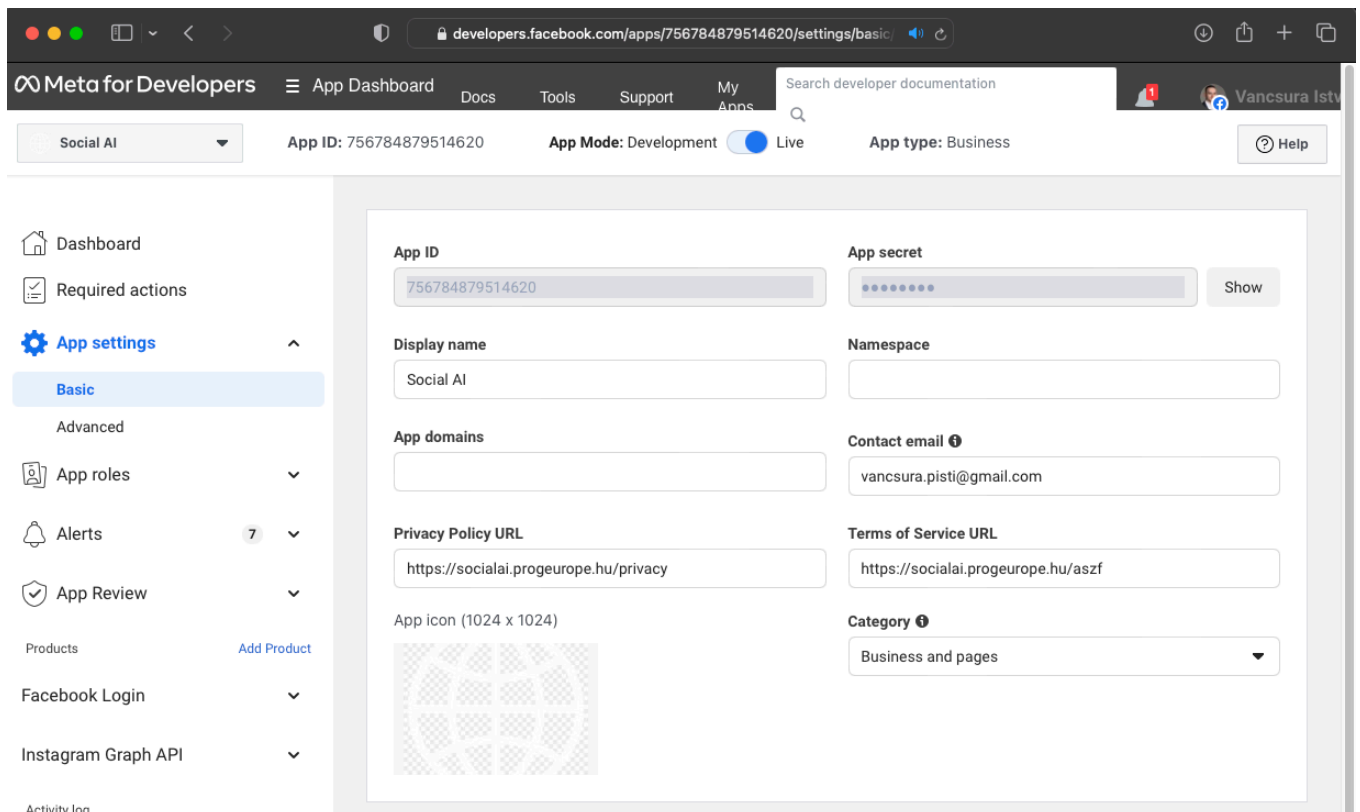 developers.facebook.com/apps/756784879514620/settings/basic/
Meta for Developers
App Dashboard
Docs
Tools
Support
My Apps
Search developer documentation
1
Vancsura Istv
Social AI
App ID: 756784879514620
App Mode: Development
Live
App type: Business
Help
Dashboard
Required actions
App settings
Basic
Advanced
App roles
Alerts
7
App Review
Products
Add Product
Facebook Login
Instagram Graph API
Activity log
App ID
756784879514620
App secret
●●●●●●●●
Show
Display name
Social AI
Namespace
App domains
Contact email
vancsura.pisti@gmail.com
Privacy Policy URL
https://socialai.progeurope.hu/privacy
Terms of Service URL
https://socialai.progeurope.hu/aszf
App icon (1024 x 1024)
Category
Business and pages